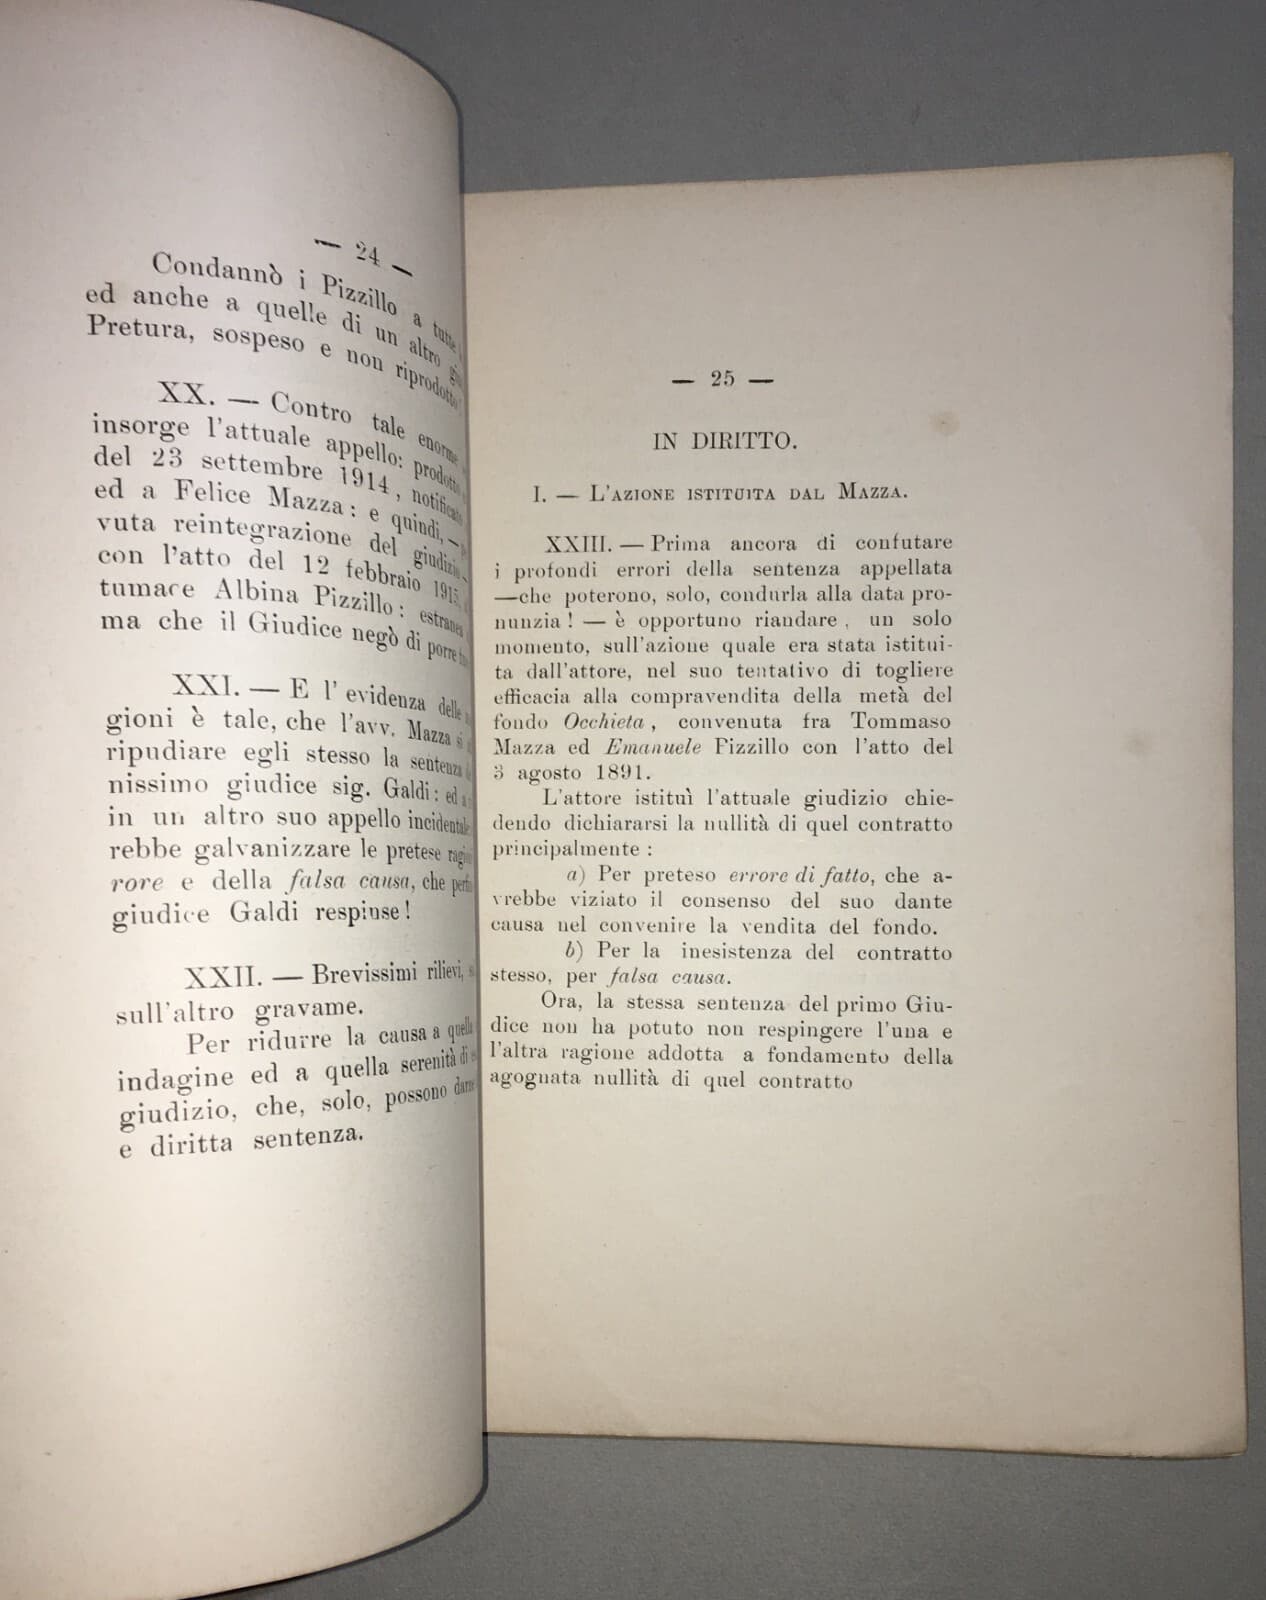 — 24 —
Condannò i Pizzillo a tutte
ed anche a quelle di un altro
Pretura, sospeso e non riprodotto
XX. — Contro tale enorme
insorge l'attuale appello: prodotto
del 23 settembre 1914, notificato
ed a Felice Mazza: e quindi, —
vuta reintegrazione del giudizio
con l'atto del 12 febbraio 1915,
tumace Albina Pizzillo: estranea
ma che il Giudice negò di porre
XXI. — E l'evidenza delle
gioni è tale, che l'avv. Mazza si
ripudiare egli stesso la sentenza
nissimo giudice sig. Galdi: ed a
in un altro suo appello incidentale
rebbe galvanizzare le pretese
rore e della falsa causa, che
giudice Galdi respinse!
XXII. — Brevissimi rilievi,
sull'altro gravame.
Per ridurre la causa a quella
indagine ed a quella serenità di
giudizio, che, solo, possono dare
e diritta sentenza.
— 25 —
IN DIRITTO.
I. — L'AZIONE ISTITUITA DAL MAZZA.
XXIII. — Prima ancora di confutare
i profondi errori della sentenza appellata
—che poterono, solo, condurla alla data pro-
nunzia! — è opportuno riandare, un solo
momento, sull'azione quale era stata istitui-
ta dall'attore, nel suo tentativo di togliere
efficacia alla compravendita della metà del
fondo Occhieta, convenuta fra Tommaso
Mazza ed Emanuele Pizzillo con l'atto del
3 agosto 1891.
L'attore istituì l'attuale giudizio chie-
dendo dichiararsi la nullità di quel contratto
principalmente:
a) Per preteso errore di fatto, che a-
vrebbe viziato il consenso del suo dante
causa nel convenire la vendita del fondo.
b) Per la inesistenza del contratto
stesso, per falsa causa.
Ora, la stessa sentenza del primo Giu-
dice non ha potuto non respingere l'una e
l'altra ragione addotta a fondamento della
agognata nullità di quel contratto